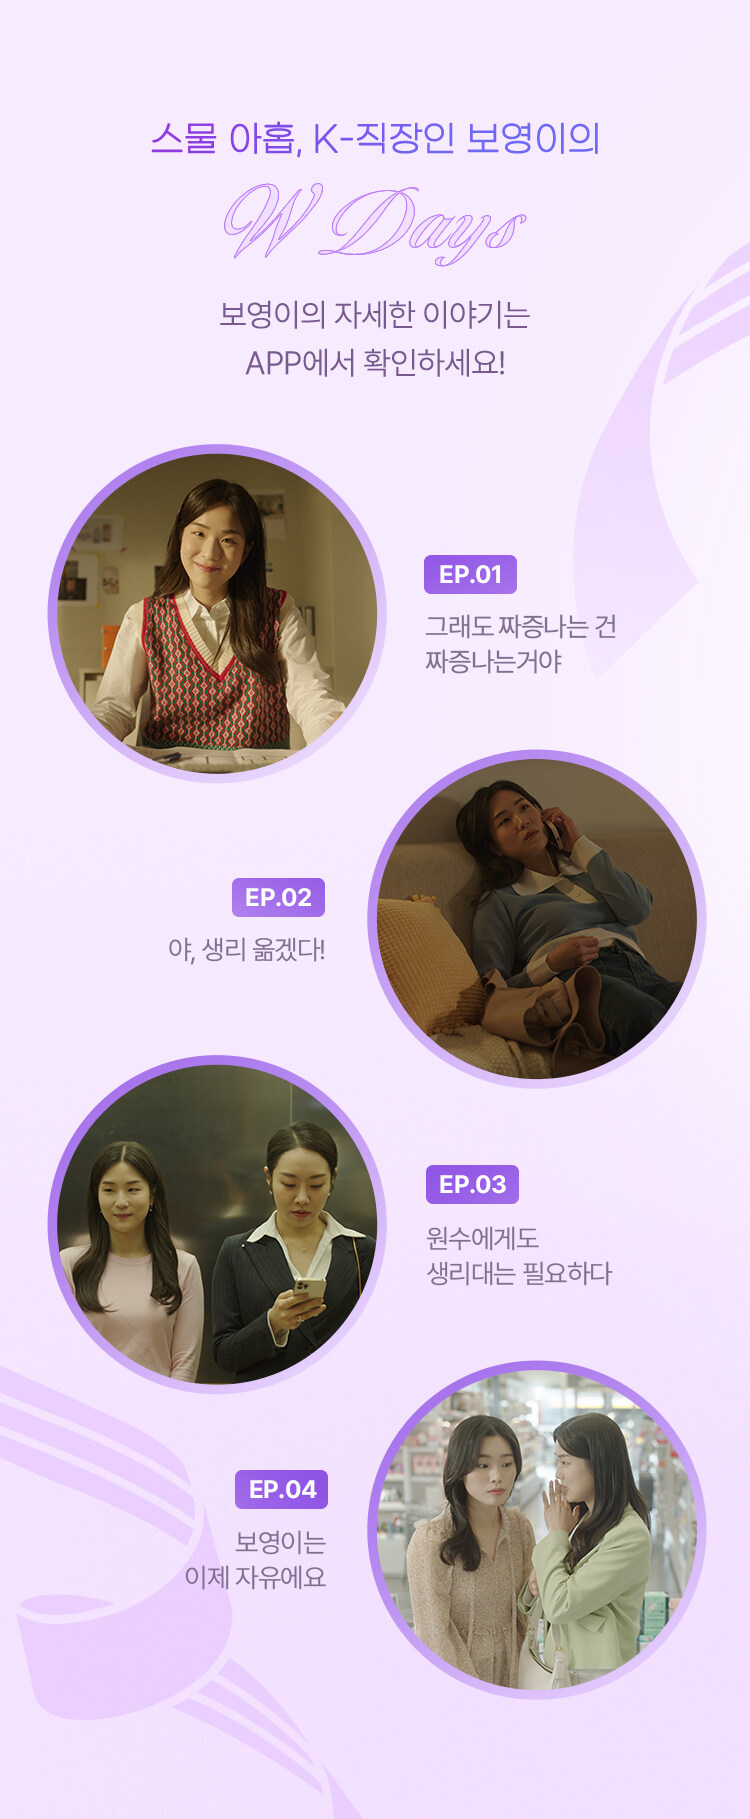 스물 아홉, K-직장인 보영이의
W Days
보영이의 자세한 이야기는
APP에서 확인하세요!
EP.01
그래도 짜증나는 건
짜증나는거야
EP.02
야, 생리 옮겠다!
EP.03
원수에게도
생리대는 필요하다
EP.04
보영이는
이제 자유에요